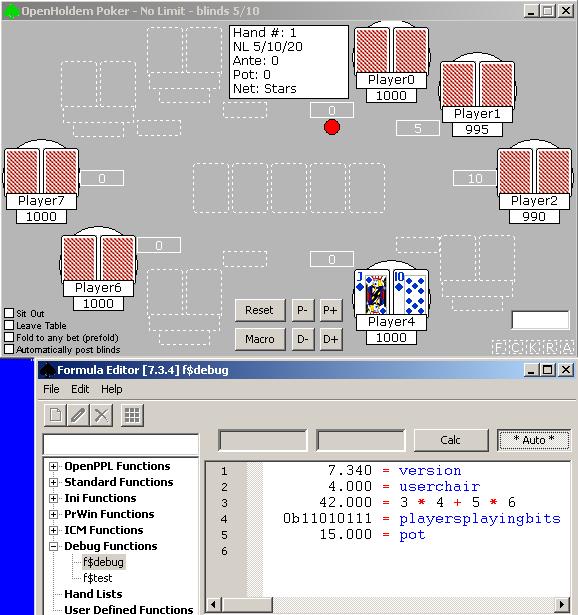 OpenHoldem Poker - No Limit - blinds 5/10
Hand #: 1
NL 5/10/20
Ante: 0
Pot: 0
Net: Stars
Player0
1000
0
Player1
995
5
Player7
1000
0
Player2
990
10
Player6
1000
0
J 10
Player4
1000
0
Sit Out
Leave Table
Fold to any bet (prefold)
Automatically post blinds
Reset P- P+
Macro D- D+
F C K R A
Formula Editor [7.3.4] f$debug
File Edit Help
Calc * Auto *
OpenPPL Functions
Standard Functions
Ini Functions
PrWin Functions
ICM Functions
Debug Functions
f$debug
f$test
Hand Lists
User Defined Functions
1 7.340 = version
2 4.000 = userchair
3 42.000 = 3 * 4 + 5 * 6
4 0b11010111 = playersplayingbits
5 15.000 = pot
6